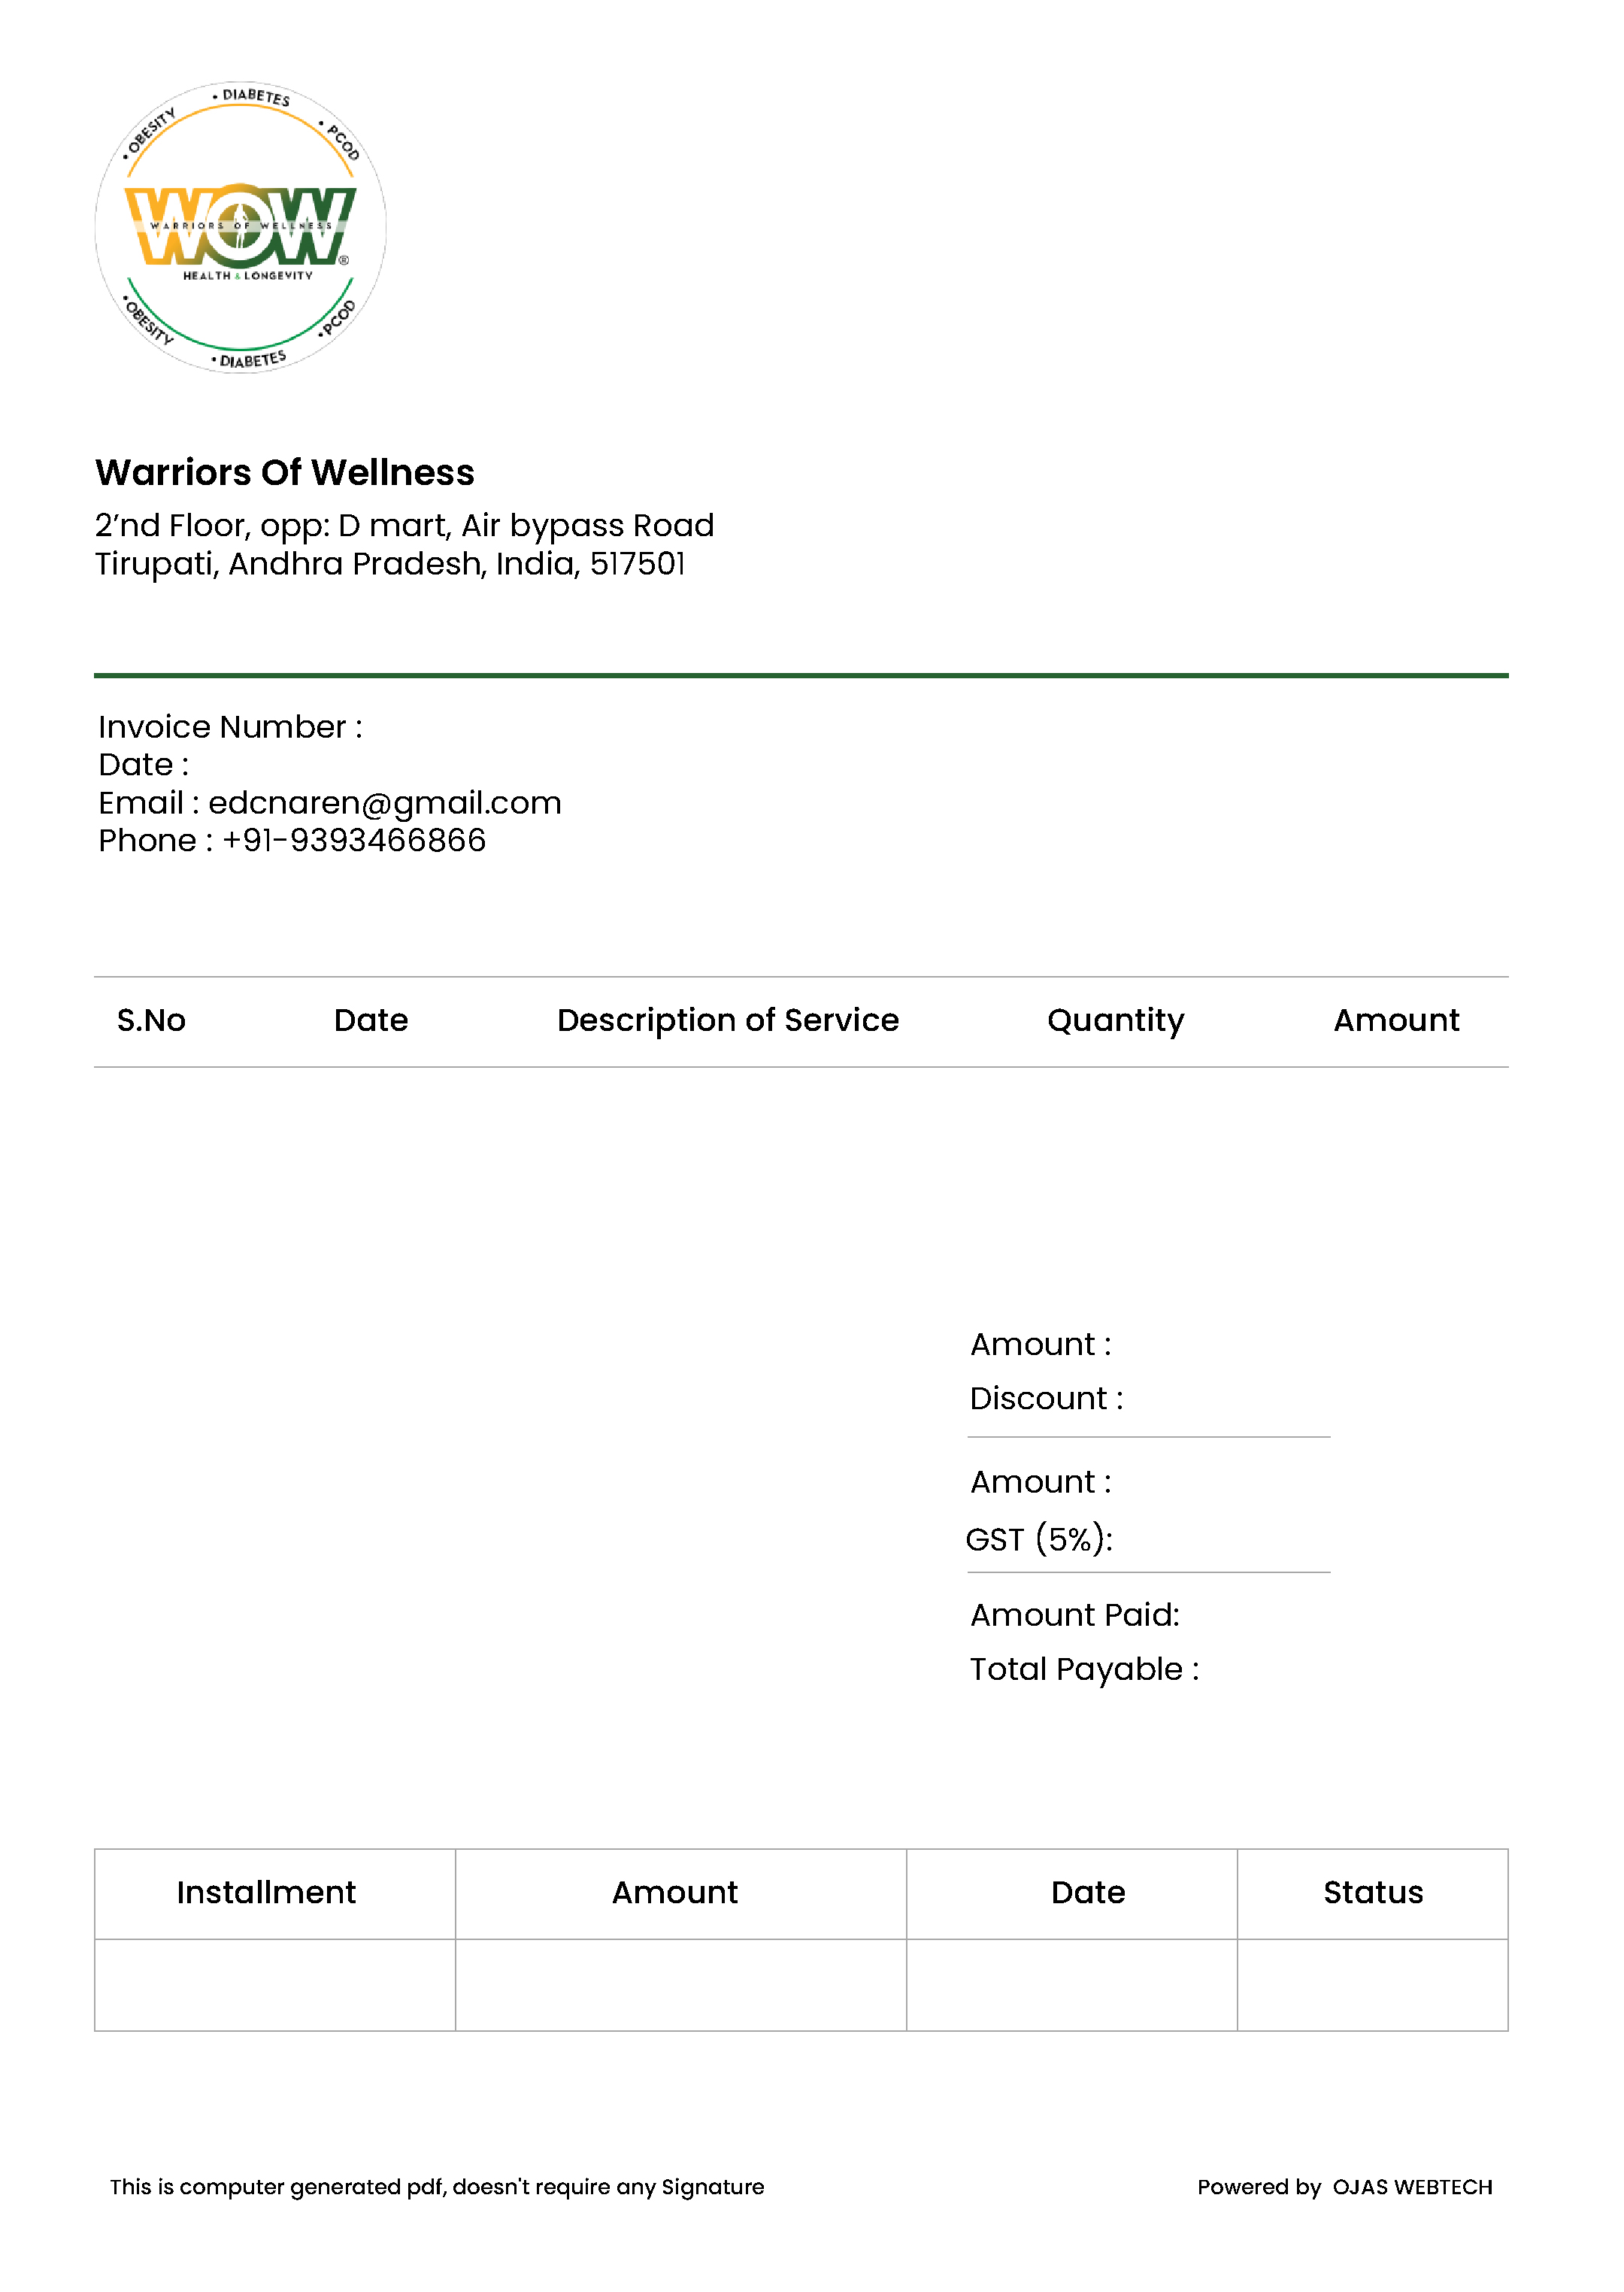 • OBESITY
• DIABETES
• PCOD
WOW
WARRIORS OF WELLNESS
®
HEALTH & LONGEVITY
• OBESITY
• DIABETES
• PCOD
Warriors Of Wellness
2’nd Floor, opp: D mart, Air bypass Road
Tirupati, Andhra Pradesh, India, 517501
Invoice Number :
Date :
Email : edcnaren@gmail.com
Phone : +91-9393466866
S.No Date Description of Service Quantity Amount
Amount :
Discount :
Amount :
GST (5%):
Amount Paid:
Total Payable :
Installment Amount Date Status
This is computer generated pdf, doesn't require any Signature Powered by OJAS WEBTECH